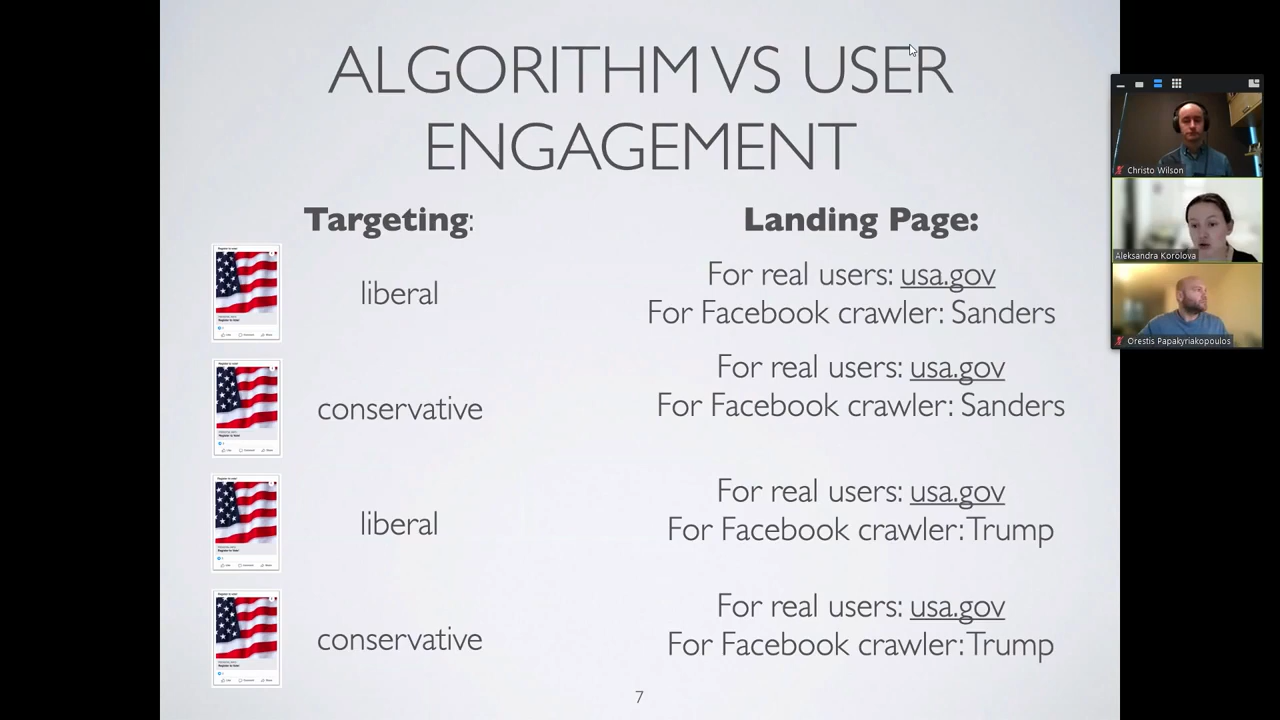 ALGORITHM VS USER
ENGAGEMENT
Targeting:
Landing Page:
liberal
For real users: usa.gov
For Facebook crawler: Sanders
conservative
For real users: usa.gov
For Facebook crawler: Sanders
liberal
For real users: usa.gov
For Facebook crawler: Trump
conservative
For real users: usa.gov
For Facebook crawler: Trump
7
Christo Wilson
Aleksandra Korolova
Orestis Papakyriakopoulos